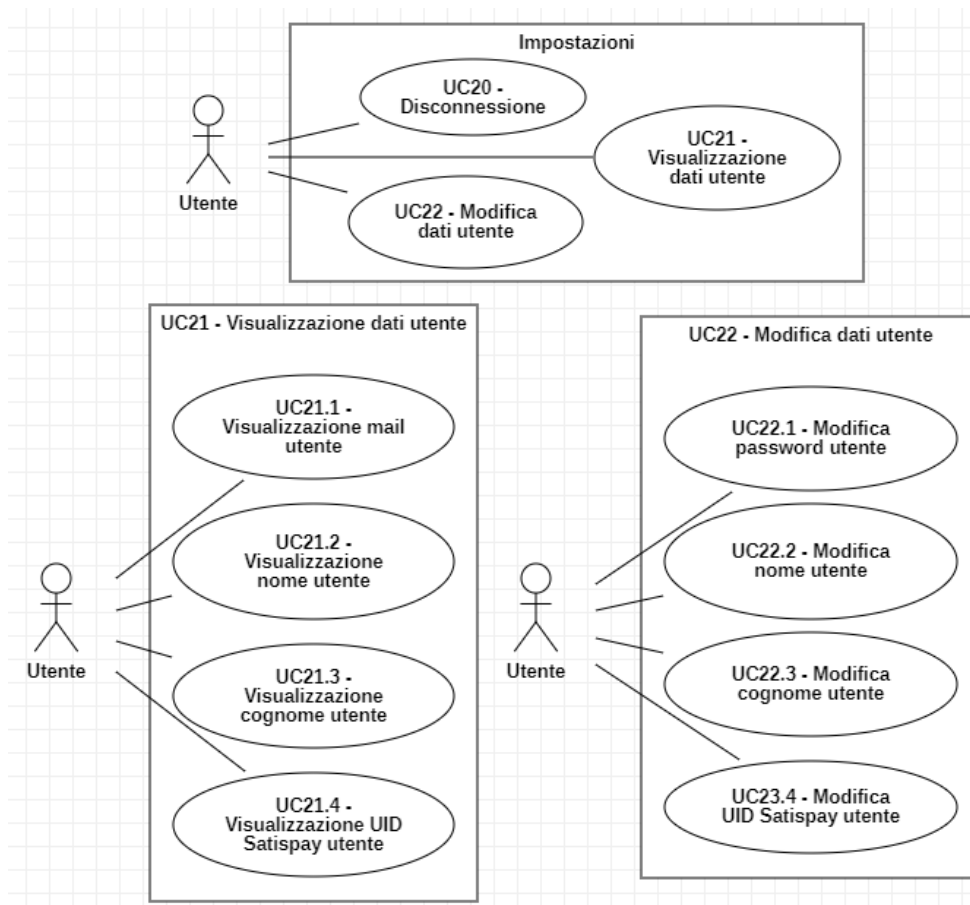 Impostazioni
UC20 -
Disconnessione
UC21 -
Visualizzazione
dati utente
Utente
UC22 - Modifica
dati utente
UC21 - Visualizzazione dati utente
UC21.1 -
Visualizzazione mail
utente
UC21.2 -
Visualizzazione
nome utente
Utente
UC21.3 -
Visualizzazione
cognome utente
UC21.4 -
Visualizzazione UID
Satispay utente
UC22 - Modifica dati utente
UC22.1 - Modifica
password utente
UC22.2 - Modifica
nome utente
Utente
UC22.3 - Modifica
cognome utente
UC23.4 - Modifica
UID Satispay utente